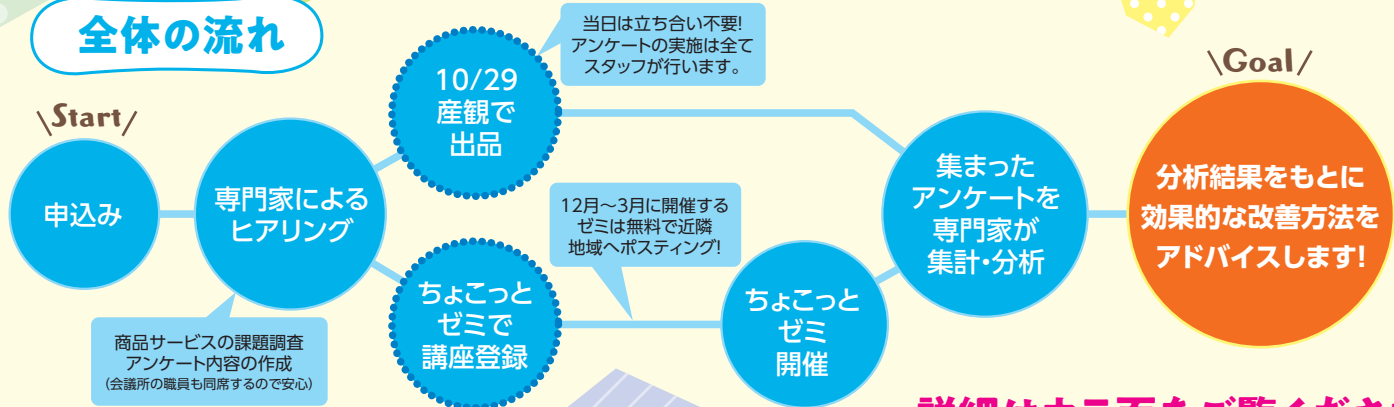 全体の流れ
Start
申込み
専門家による
ヒアリング
商品サービスの課題調査
アンケート内容の作成
(会議所の職員も同席するので安心)
10/29
産観で
出品
当日は立ち合い不要!
アンケートの実施は全て
スタッフが行います。
ちょこっと
ゼミで
講座登録
12月～3月に開催する
ゼミは無料で近隣
地域へポスティング!
ちょこっと
ゼミ
開催
集まった
アンケートを
専門家が
集計・分析
Goal
分析結果をもとに
効果的な改善方法を
アドバイスします!